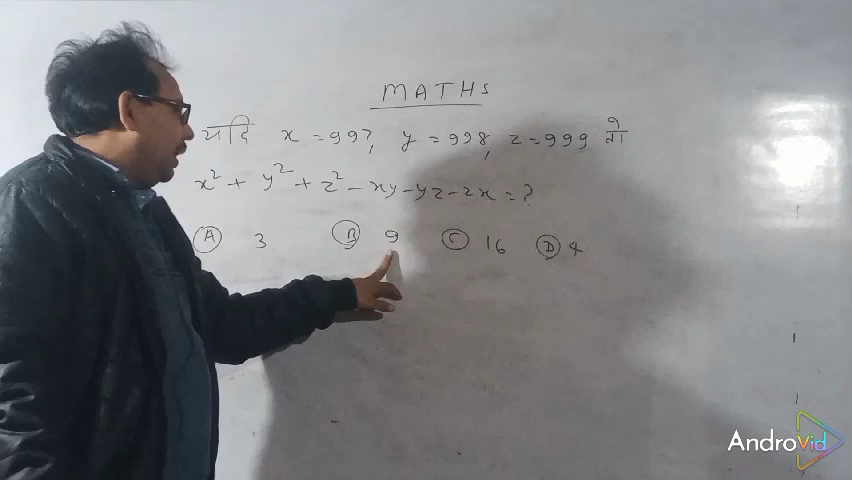 MATHS
यदि x = 997, y = 998, z = 999 तो
x² + y² + z² - xy - yz - zx = ?
(A) 3 (B) 9 (C) 16 (D) 4
AndroVid